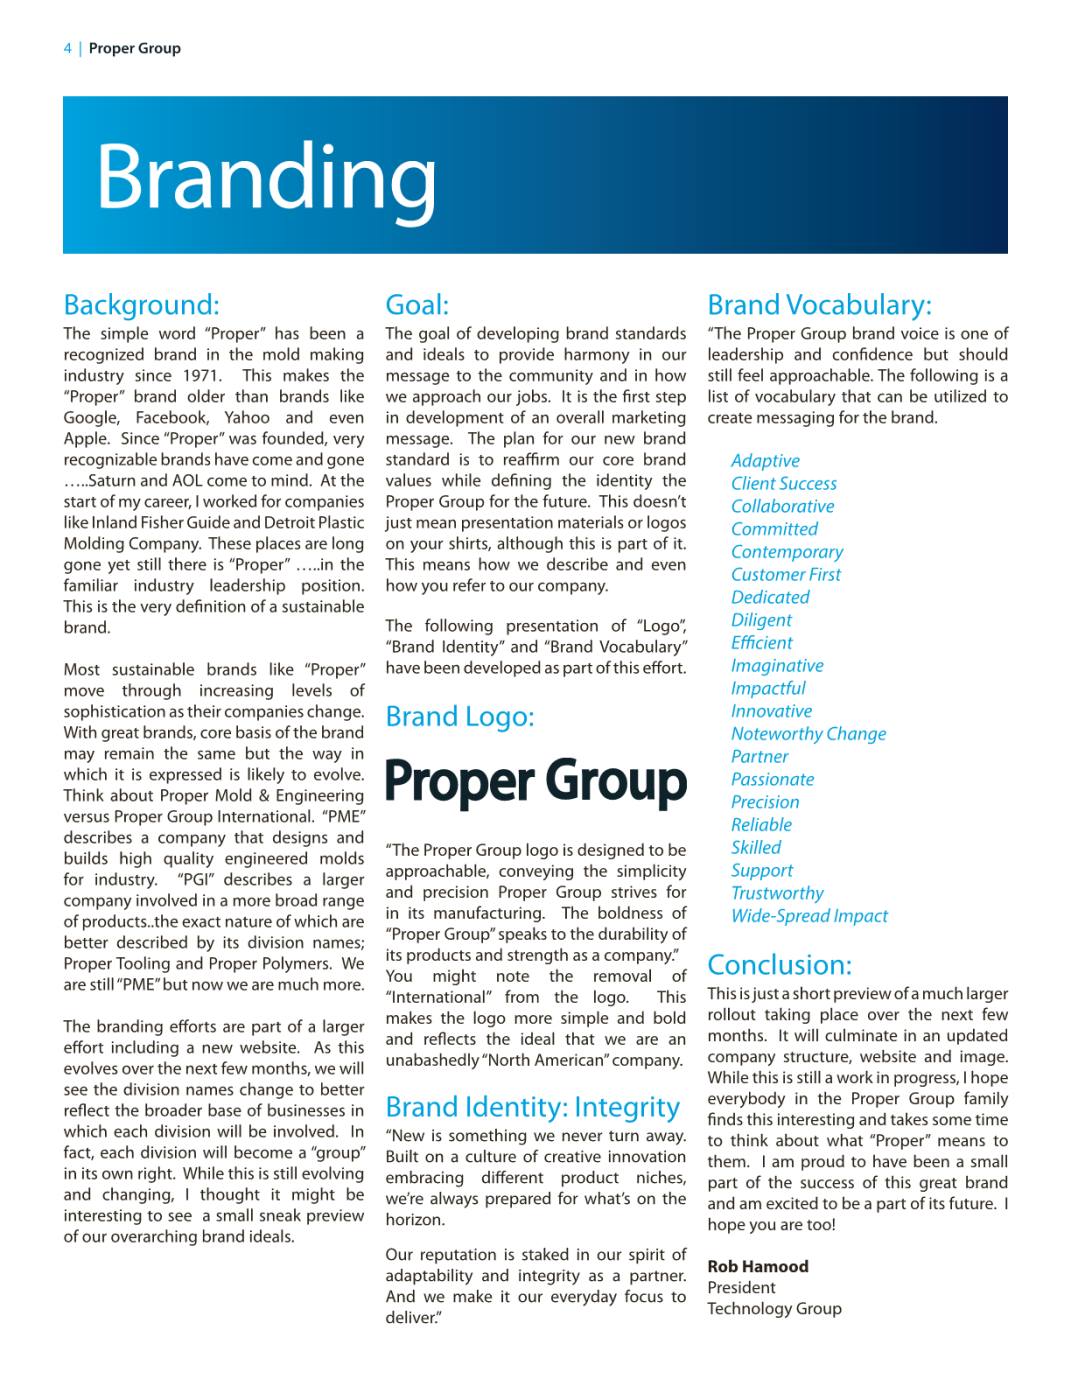 4 | Proper Group
Branding
Background:
The simple word “Proper” has been a
recognized brand in the mold making
industry since 1971.  This makes the
“Proper” brand older than brands like
Google, Facebook, Yahoo and even
Apple.  Since “Proper” was founded, very
recognizable brands have come and gone
…..Saturn and AOL come to mind.  At the
start of my career, I worked for companies
like Inland Fisher Guide and Detroit Plastic
Molding Company.  These places are long
gone yet still there is “Proper” …..in the
familiar industry leadership position.
This is the very definition of a sustainable
brand.
Most sustainable brands like “Proper”
move through increasing levels of
sophistication as their companies change.
With great brands, core basis of the brand
may remain the same but the way in
which it is expressed is likely to evolve.
Think about Proper Mold & Engineering
versus Proper Group International.  “PME”
describes a company that designs and
builds high quality engineered molds
for industry.  “PGI” describes a larger
company involved in a more broad range
of products..the exact nature of which are
better described by its division names;
Proper Tooling and Proper Polymers.  We
are still “PME” but now we are much more.
The branding efforts are part of a larger
effort including a new website.  As this
evolves over the next few months, we will
see the division names change to better
reflect the broader base of businesses in
which each division will be involved.  In
fact, each division will become a “group”
in its own right.  While this is still evolving
and changing, I thought it might be
interesting to see  a small sneak preview
of our overarching brand ideals.
Goal:
The goal of developing brand standards
and ideals to provide harmony in our
message to the community and in how
we approach our jobs.  It is the first step
in development of an overall marketing
message.  The plan for our new brand
standard is to reaffirm our core brand
values while defining the identity the
Proper Group for the future.  This doesn’t
just mean presentation materials or logos
on your shirts, although this is part of it.
This means how we describe and even
how you refer to our company.
The following presentation of “Logo”,
“Brand Identity” and “Brand Vocabulary”
have been developed as part of this effort.
Brand Logo:
Proper Group
“The Proper Group logo is designed to be
approachable, conveying the simplicity
and precision Proper Group strives for
in its manufacturing.  The boldness of
“Proper Group” speaks to the durability of
its products and strength as a company.”
You might note the removal of
“International” from the logo.  This
makes the logo more simple and bold
and reflects the ideal that we are an
unabashedly “North American” company.
Brand Identity: Integrity
“New is something we never turn away.
Built on a culture of creative innovation
embracing different product niches,
we’re always prepared for what’s on the
horizon.
Our reputation is staked in our spirit of
adaptability and integrity as a partner.
And we make it our everyday focus to
deliver.”
Brand Vocabulary:
“The Proper Group brand voice is one of
leadership and confidence but should
still feel approachable. The following is a
list of vocabulary that can be utilized to
create messaging for the brand.
Adaptive
Client Success
Collaborative
Committed
Contemporary
Customer First
Dedicated
Diligent
Efficient
Imaginative
Impactful
Innovative
Noteworthy Change
Partner
Passionate
Precision
Reliable
Skilled
Support
Trustworthy
Wide-Spread Impact
Conclusion:
This is just a short preview of a much larger
rollout taking place over the next few
months.  It will culminate in an updated
company structure, website and image.
While this is still a work in progress, I hope
everybody in the Proper Group family
finds this interesting and takes some time
to think about what “Proper” means to
them.  I am proud to have been a small
part of the success of this great brand
and am excited to be a part of its future.  I
hope you are too!
Rob Hamood
President
Technology Group